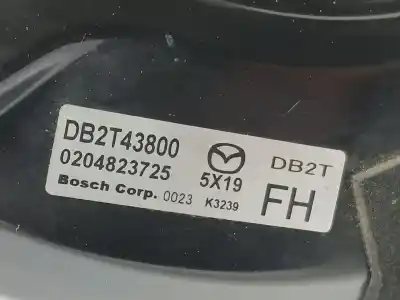 DB2T43800 DB2T
0204823725 5X19
Bosch Corp. 0023 K3239 FH